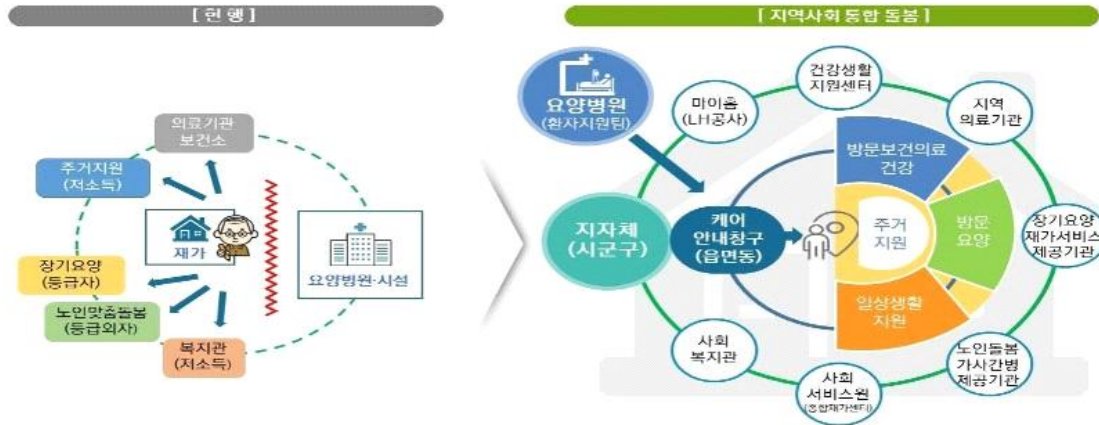 [ 현 행 ]
의료기관
보건소
주거지원
(저소득)
재가
요양병원·시설
장기요양
(등급자)
노인맞춤돌봄
(등급외자)
복지관
(저소득)
[ 지역사회 통합 돌봄 ]
요양병원
(환자지원팀)
마이홈
(LH공사)
건강생활
지원센터
지역
의료기관
방문보건의료
건강
지자체
(시군구)
케어
안내창구
(읍면동)
주거
지원
방문
요양
장기요양
재가서비스
제공기관
일상생활
지원
사회
복지관
사회
서비스원
(종합재가센터)
노인돌봄
가사간병
제공기관